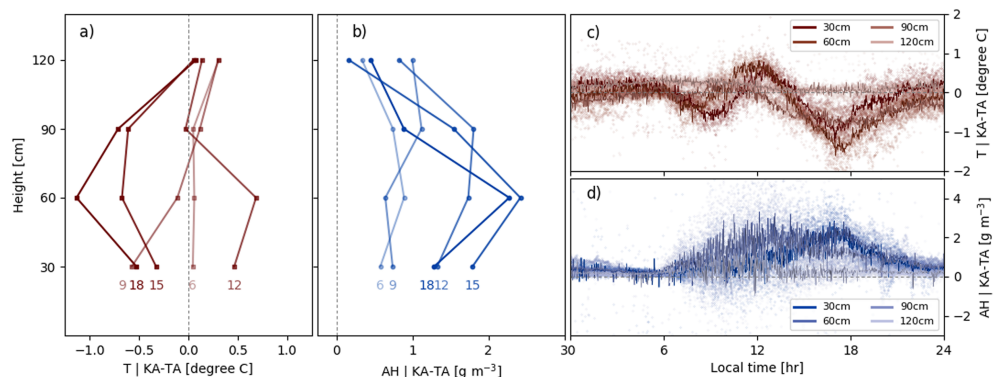 a)
120
90
60
30
Height [cm]
9 18 15 6 12
−1.0 −0.5 0.0 0.5 1.0
T | KA-TA [degree C]
b)
6 9 18 12 15
0 1 2
AH | KA-TA [g m⁻³]
c)
30cm 90cm
60cm 120cm
2
1
0
−1
−2
T | KA-TA [degree C]
d)
30cm 90cm
60cm 120cm
4
2
0
−2
AH | KA-TA [g m⁻³]
30 6 12 18 24
Local time [hr]